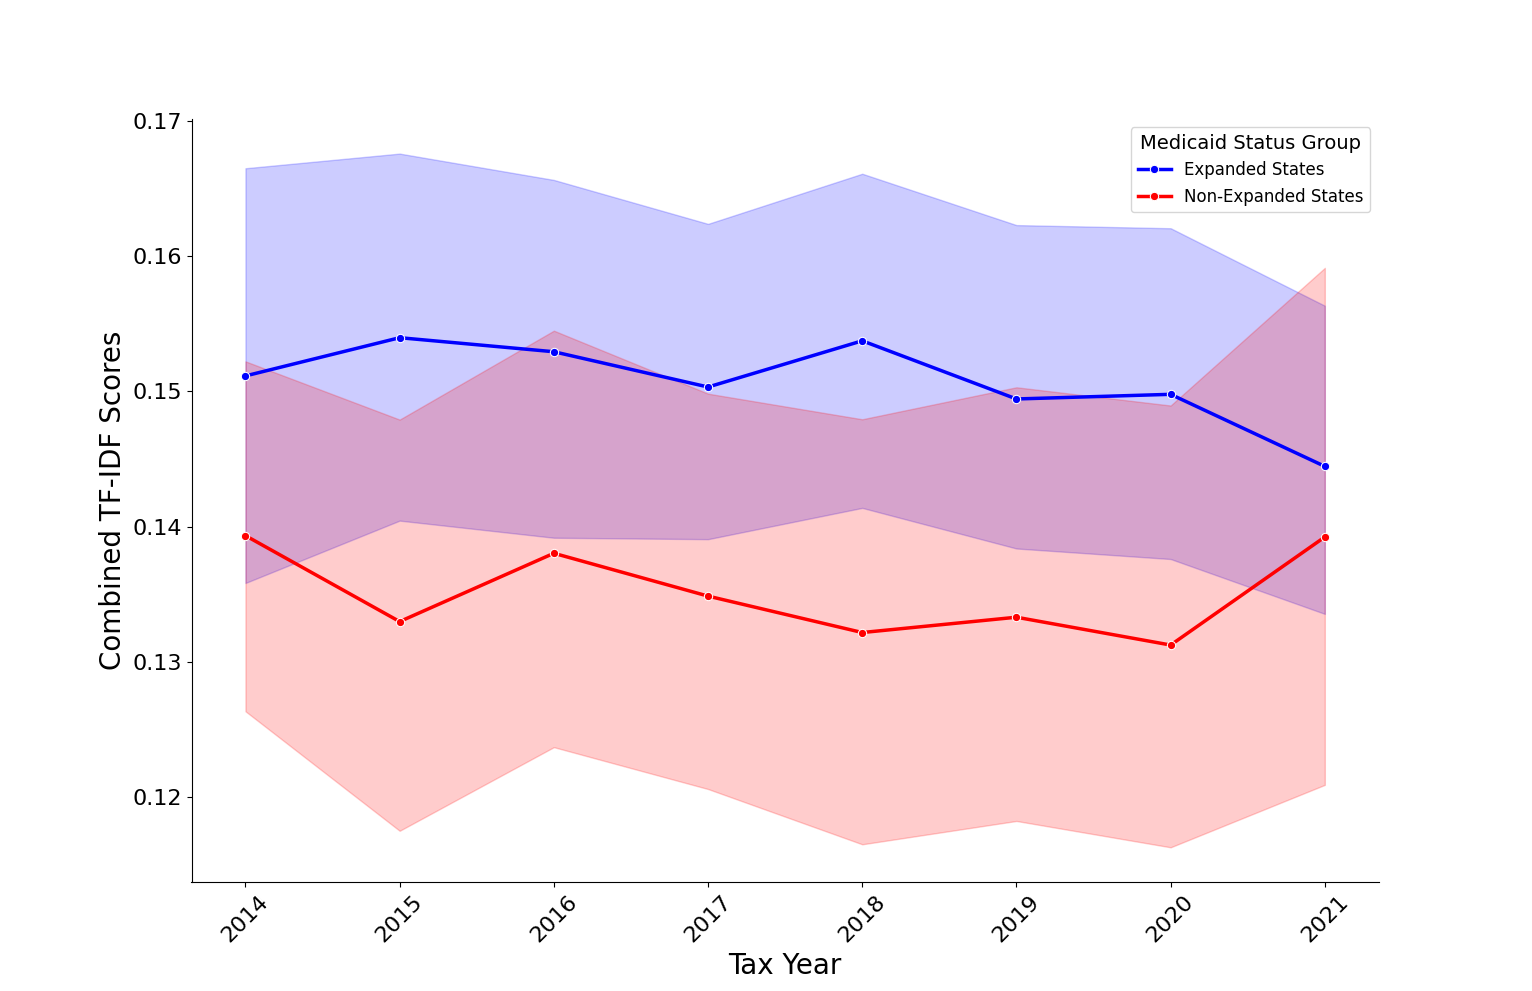 0.17
0.16
0.15
0.14
0.13
0.12
Combined TF-IDF Scores
Medicaid Status Group
Expanded States
Non-Expanded States
2014
2015
2016
2017
2018
2019
2020
2021
Tax Year